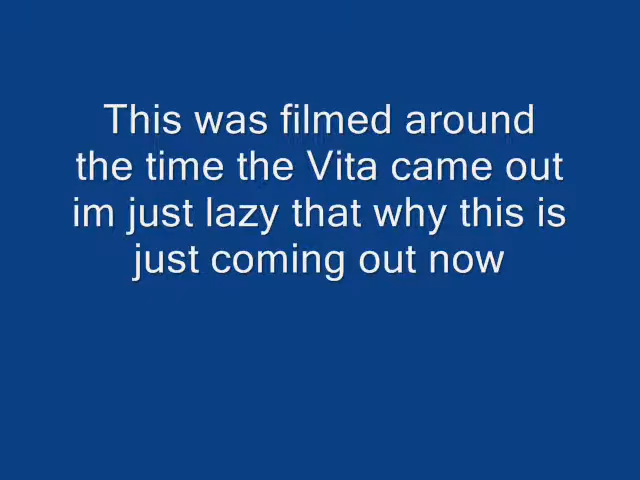 This was filmed around
the time the Vita came out
im just lazy that why this is
just coming out now